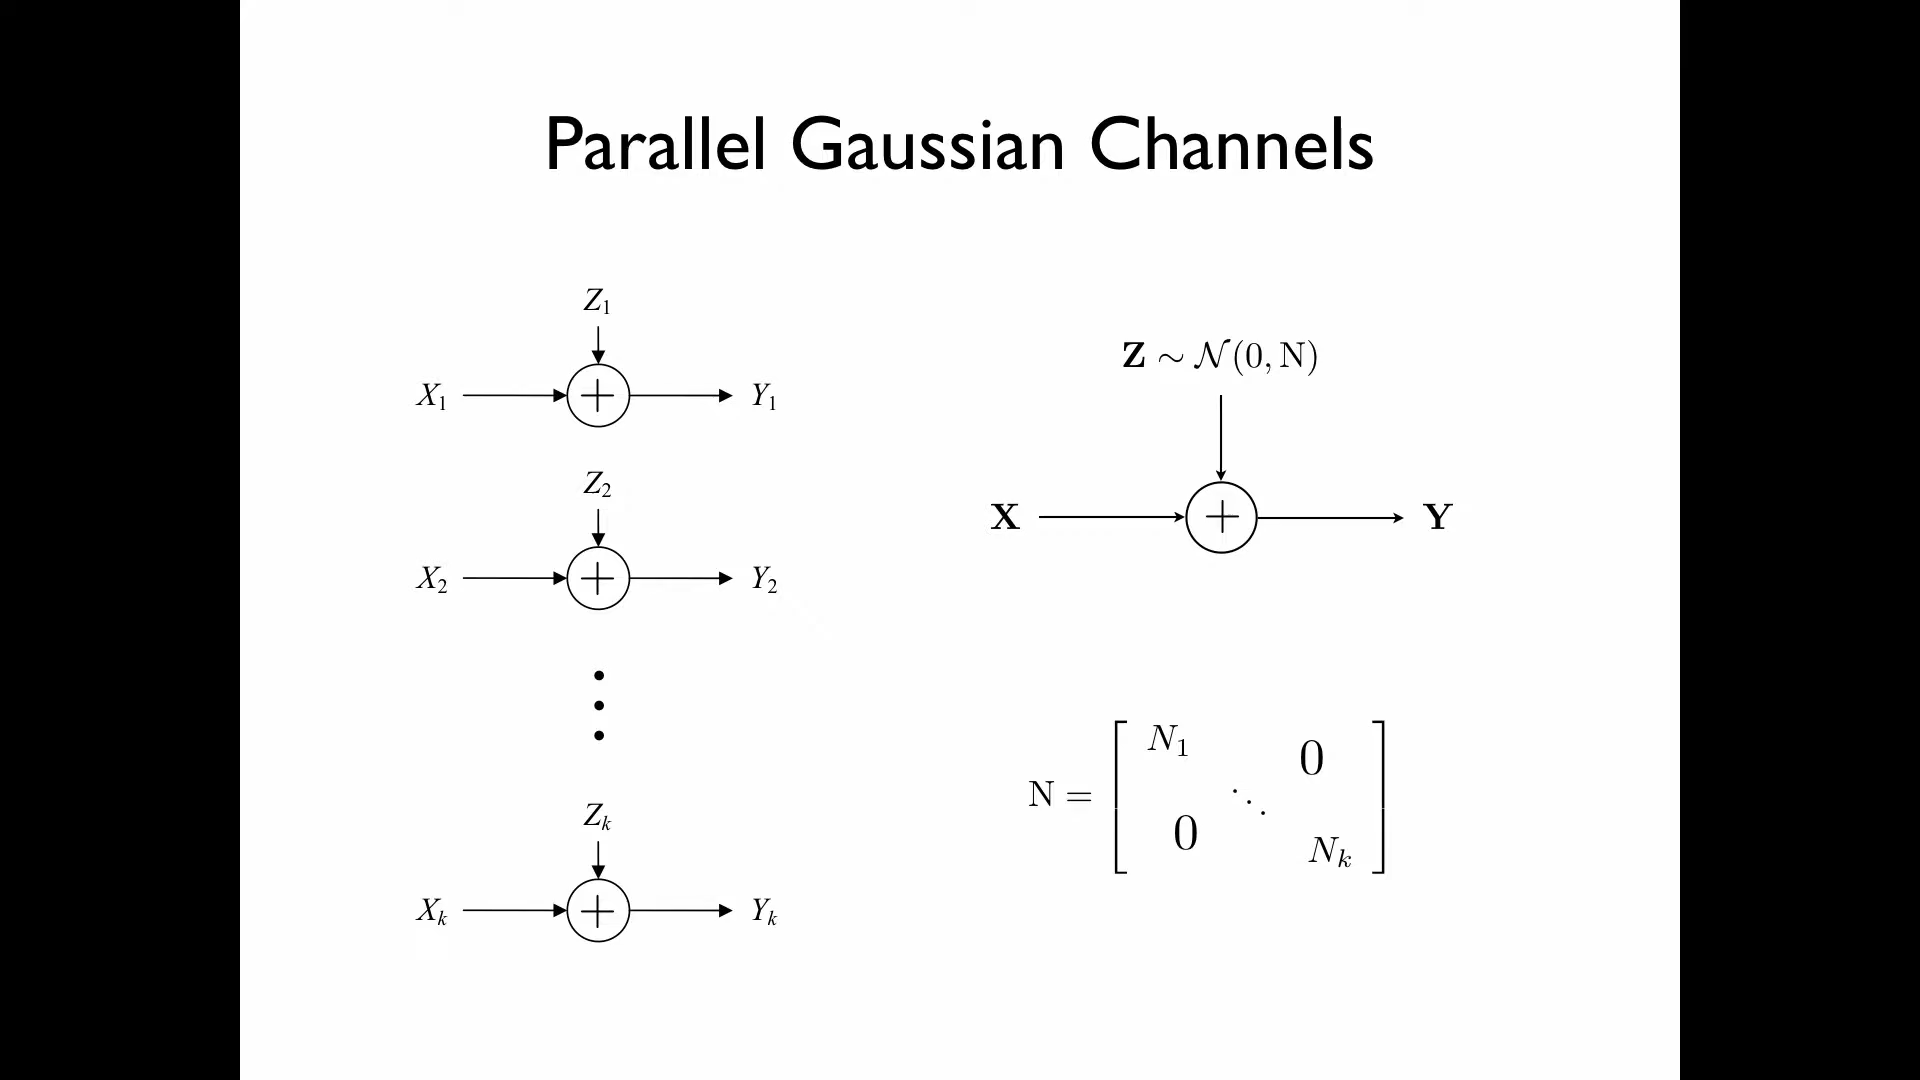 Parallel Gaussian Channels
Z₁
X₁ + Y₁
Z₂
X₂ + Y₂
Zₖ
Xₖ + Yₖ
𝐙 ∼ 𝒩(0, N)
𝐗 + 𝐘
N = [ N₁ 0
⋱
0 Nₖ ]